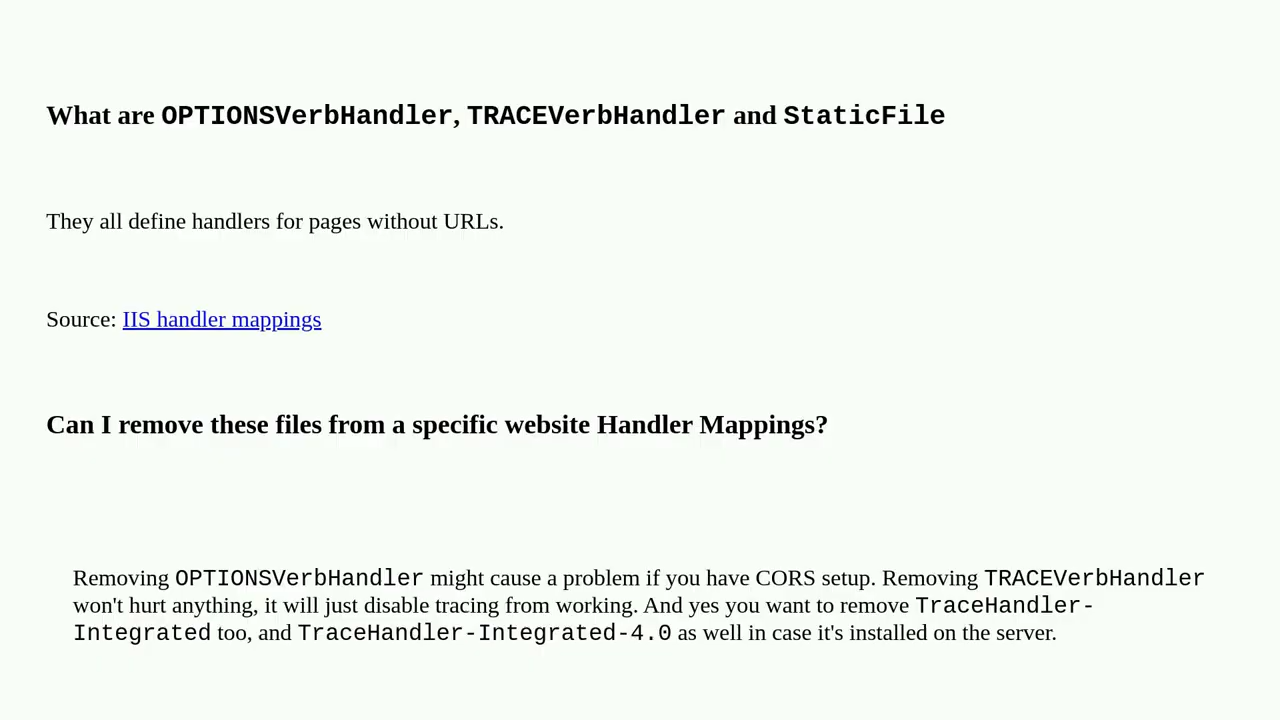 What are OPTIONSVerbHandler, TRACEVerbHandler and StaticFile
They all define handlers for pages without URLs.
Source: IIS handler mappings
Can I remove these files from a specific website Handler Mappings?
Removing OPTIONSVerbHandler might cause a problem if you have CORS setup. Removing TRACEVerbHandler
won't hurt anything, it will just disable tracing from working. And yes you want to remove TraceHandler-
Integrated too, and TraceHandler-Integrated-4.0 as well in case it's installed on the server.